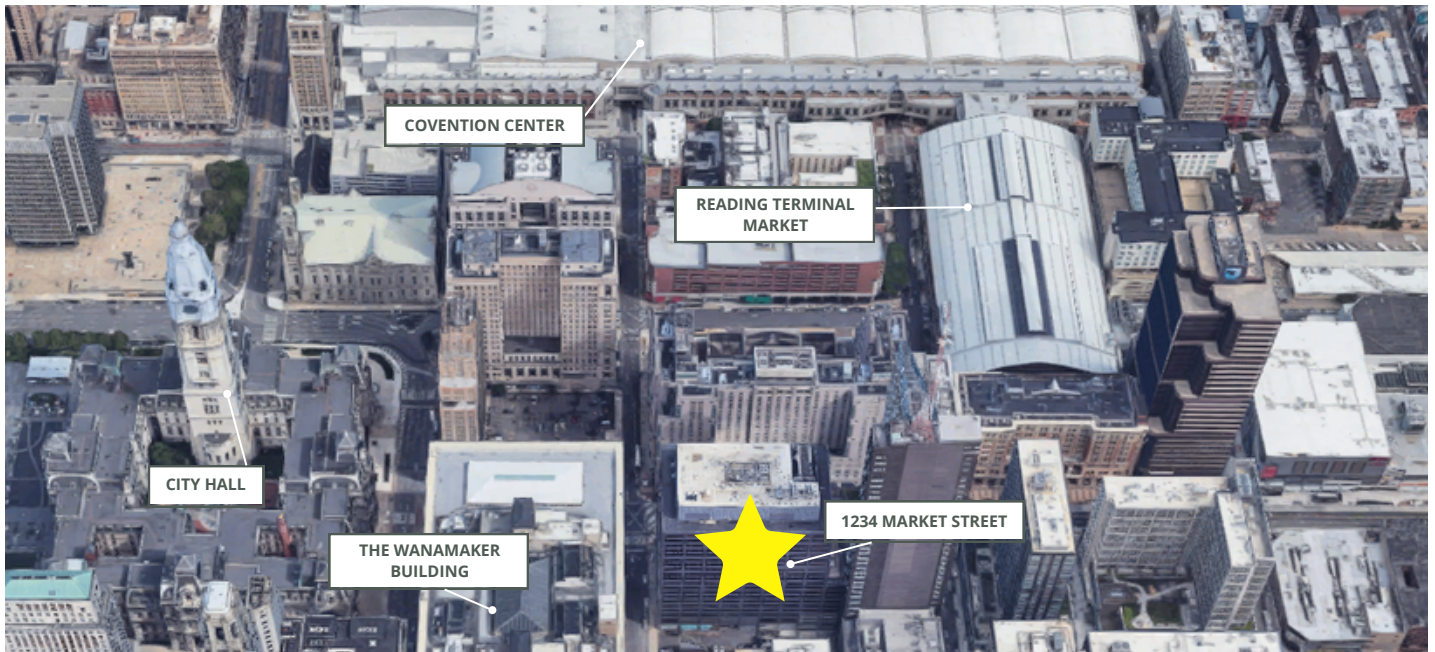 COVENTION CENTER
READING TERMINAL
MARKET
CITY HALL
1234 MARKET STREET
THE WANAMAKER
BUILDING